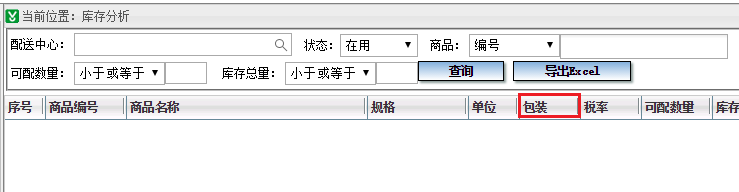 当前位置：库存分析
配送中心： 状态： 在用 商品： 编号
可配数量： 小于或等于 库存总量： 小于或等于 查询 导出Excel
序号 商品编号 商品名称 规格 单位 包装 税率 可配数量 库存